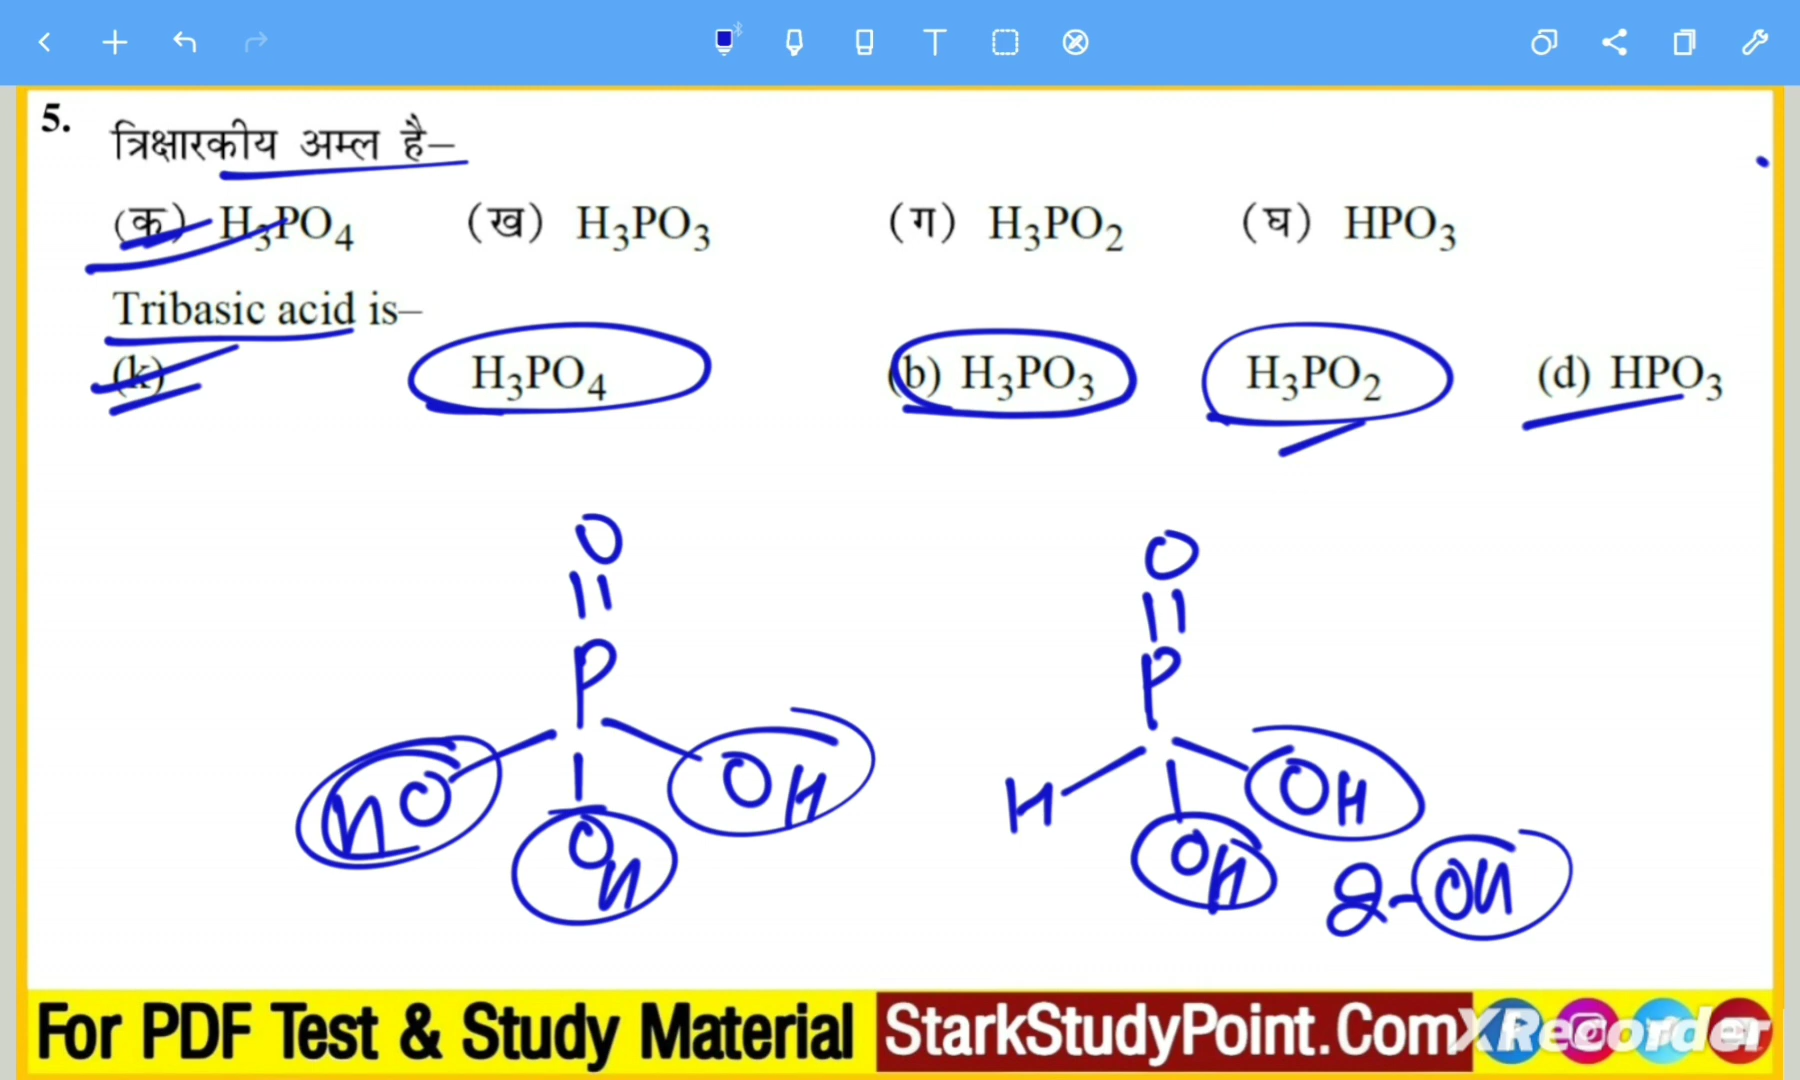 5. त्रिक्षारकीय अम्ल है–
(क) H₃PO₄ (ख) H₃PO₃ (ग) H₃PO₂ (घ) HPO₃
Tribasic acid is–
(k) H₃PO₄ (b) H₃PO₃ H₃PO₂ (d) HPO₃
O O
|| ||
P P
HO OH H OH
OH OH 2-OH
For PDF Test & Study Material StarkStudyPoint.Com XRecorder